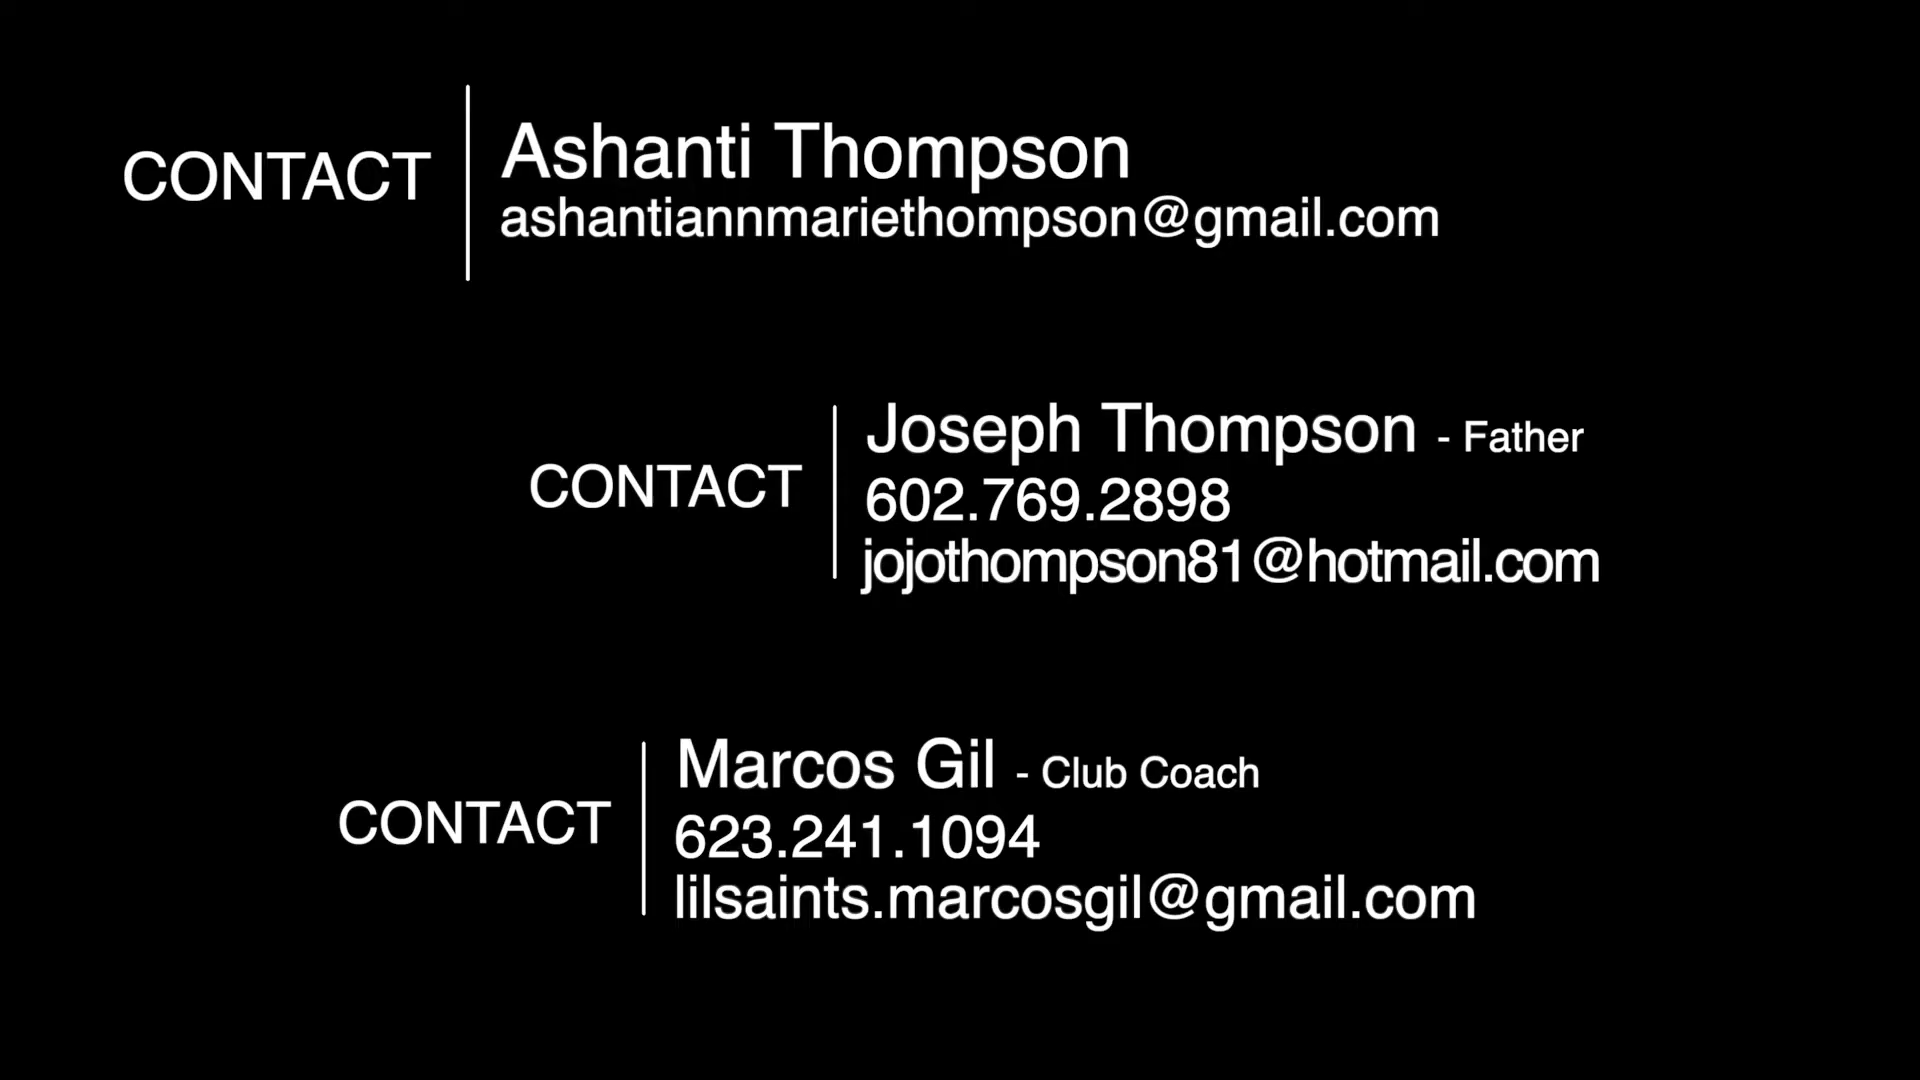 CONTACT
Ashanti Thompson
ashantiannmariethompson@gmail.com
CONTACT
Joseph Thompson - Father
602.769.2898
jojothompson81@hotmail.com
CONTACT
Marcos Gil - Club Coach
623.241.1094
lilsaints.marcosgil@gmail.com